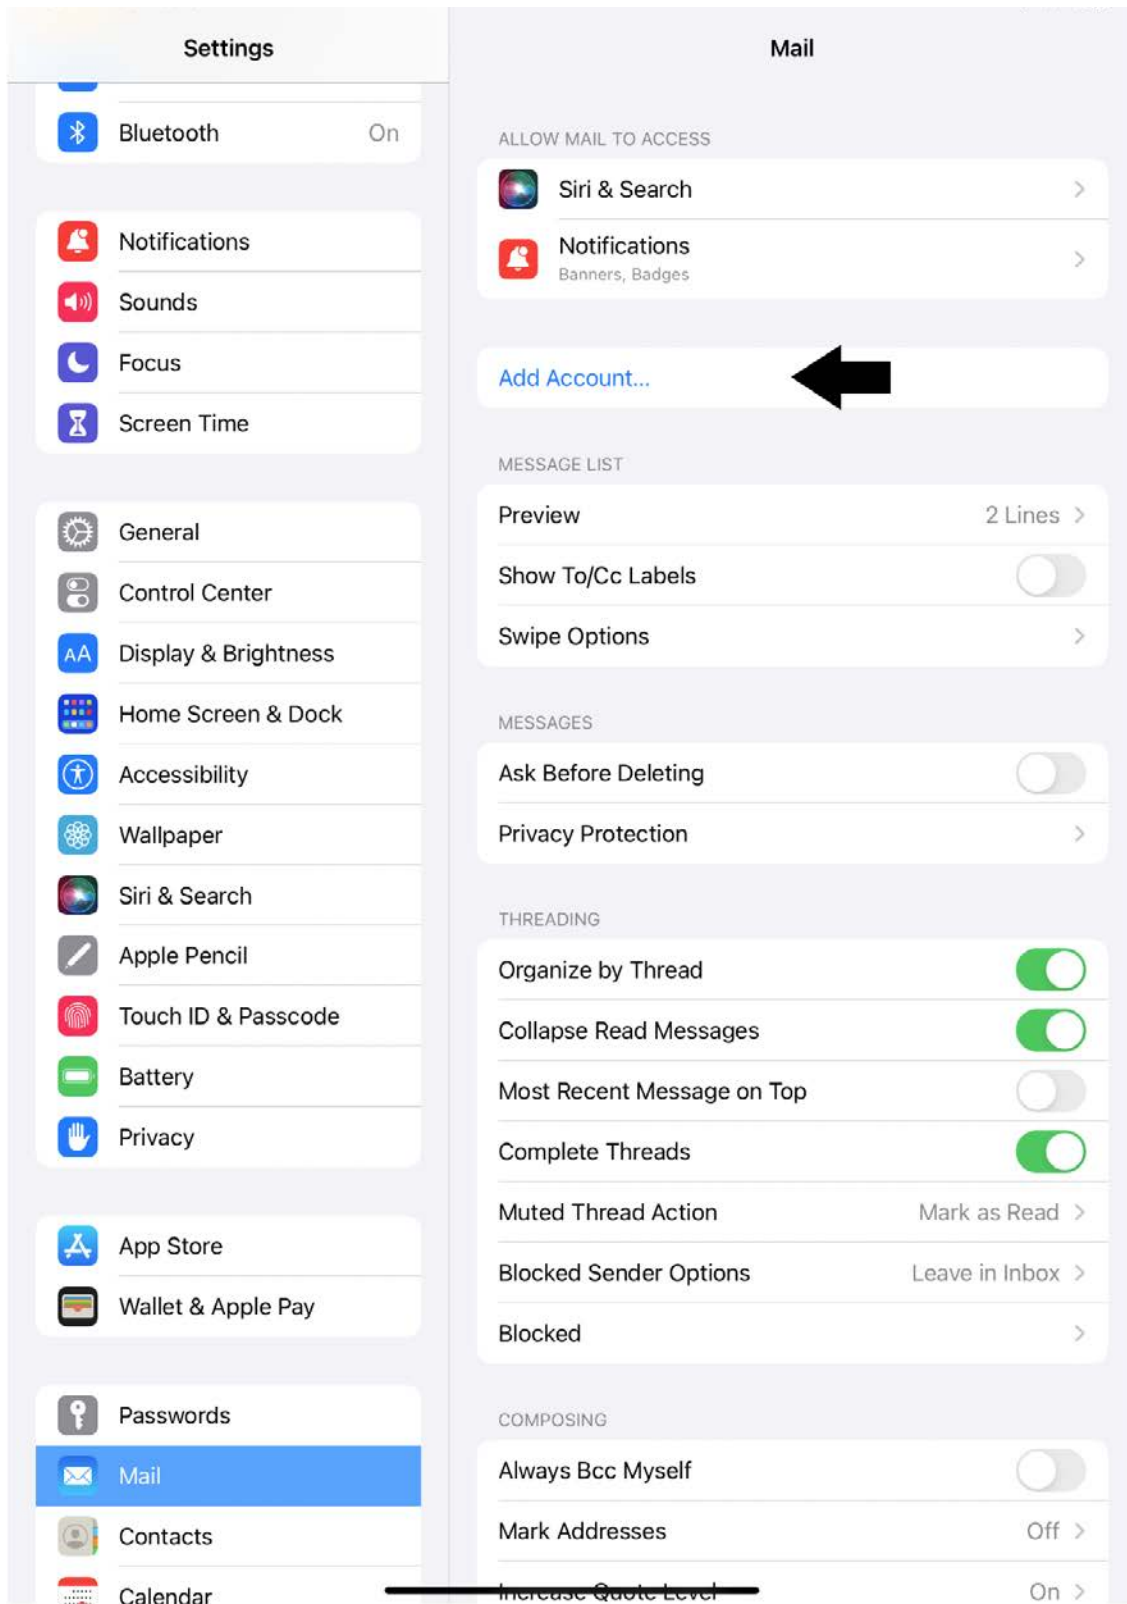 Settings
Bluetooth On
Notifications
Sounds
Focus
Screen Time
General
Control Center
AA Display & Brightness
Home Screen & Dock
Accessibility
Wallpaper
Siri & Search
Apple Pencil
Touch ID & Passcode
Battery
Privacy
App Store
Wallet & Apple Pay
Passwords
Mail
Contacts
Calendar
Mail
ALLOW MAIL TO ACCESS
Siri & Search
Notifications
Banners, Badges
Add Account...
MESSAGE LIST
Preview 2 Lines
Show To/Cc Labels
Swipe Options
MESSAGES
Ask Before Deleting
Privacy Protection
THREADING
Organize by Thread
Collapse Read Messages
Most Recent Message on Top
Complete Threads
Muted Thread Action Mark as Read
Blocked Sender Options Leave in Inbox
Blocked
COMPOSING
Always Bcc Myself
Mark Addresses Off
Increase Quote Level On